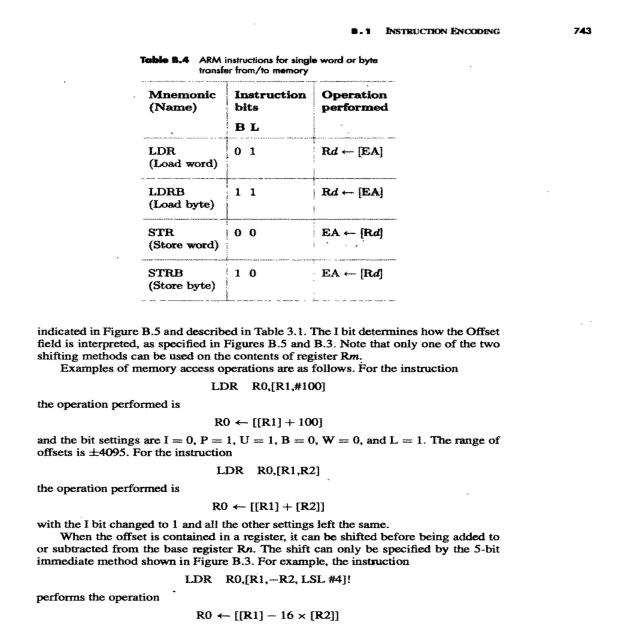 B.1 INSTRUCTION ENCODING 743
Table B.4 ARM instructions for single word or byte
transfer from/to memory
Mnemonic Instruction Operation
(Name) bits performed
B L
LDR 0 1 Rd ← [EA]
(Load word)
LDRB 1 1 Rd ← [EA]
(Load byte)
STR 0 0 EA ← [Rd]
(Store word)
STRB 1 0 EA ← [Rd]
(Store byte)
indicated in Figure B.5 and described in Table 3.1. The I bit determines how the Offset
field is interpreted, as specified in Figures B.5 and B.3. Note that only one of the two
shifting methods can be used on the contents of register Rm.
Examples of memory access operations are as follows. For the instruction
LDR R0,[R1,#100]
the operation performed is
R0 ← [[R1] + 100]
and the bit settings are I = 0, P = 1, U = 1, B = 0, W = 0, and L = 1. The range of
offsets is ±4095. For the instruction
LDR R0,[R1,R2]
the operation performed is
R0 ← [[R1] + [R2]]
with the I bit changed to 1 and all the other settings left the same.
When the offset is contained in a register, it can be shifted before being added to
or subtracted from the base register Rn. The shift can only be specified by the 5-bit
immediate method shown in Figure B.3. For example, the instruction
LDR R0,[R1,−R2, LSL #4]!
performs the operation
R0 ← [[R1] − 16 × [R2]]